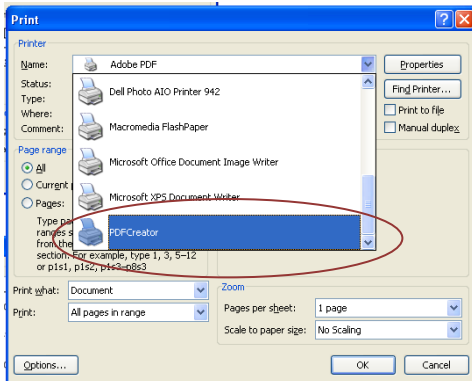 Print
Printer
Name: Adobe PDF Properties
Status: Dell Photo AIO Printer 942 Find Printer...
Type:
Where: Macromedia FlashPaper Print to file
Comment: Manual duplex
Page range
All Microsoft Office Document Image Writer
Current
Pages: Microsoft XPS Document Writer
Type
ranges
from the PDFCreator
section. For example, type 1, 3, 5–12
or p1s1, p1s2, p1s3–p8s3
Print what: Document Zoom
Print: All pages in range Pages per sheet: 1 page
Scale to paper size: No Scaling
Options... OK Cancel